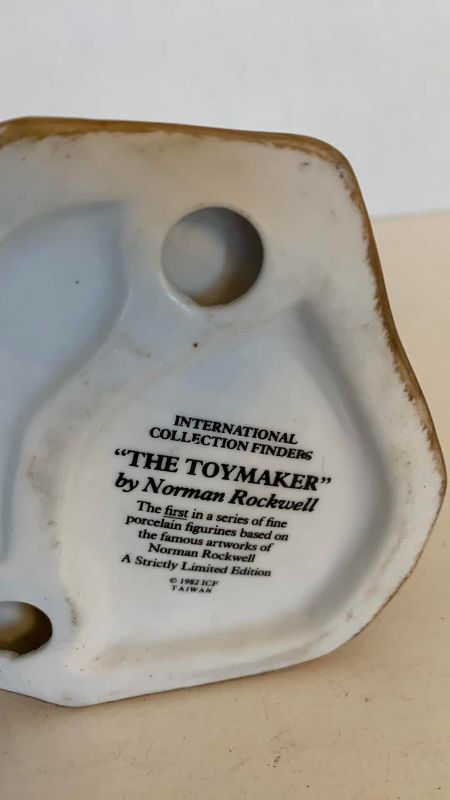 INTERNATIONAL
COLLECTION FINDERS
"THE TOYMAKER"
by Norman Rockwell
The first in a series of fine
porcelain figurines based on
the famous artworks of
Norman Rockwell
A Strictly Limited Edition
© 1982 ICF
TAIWAN